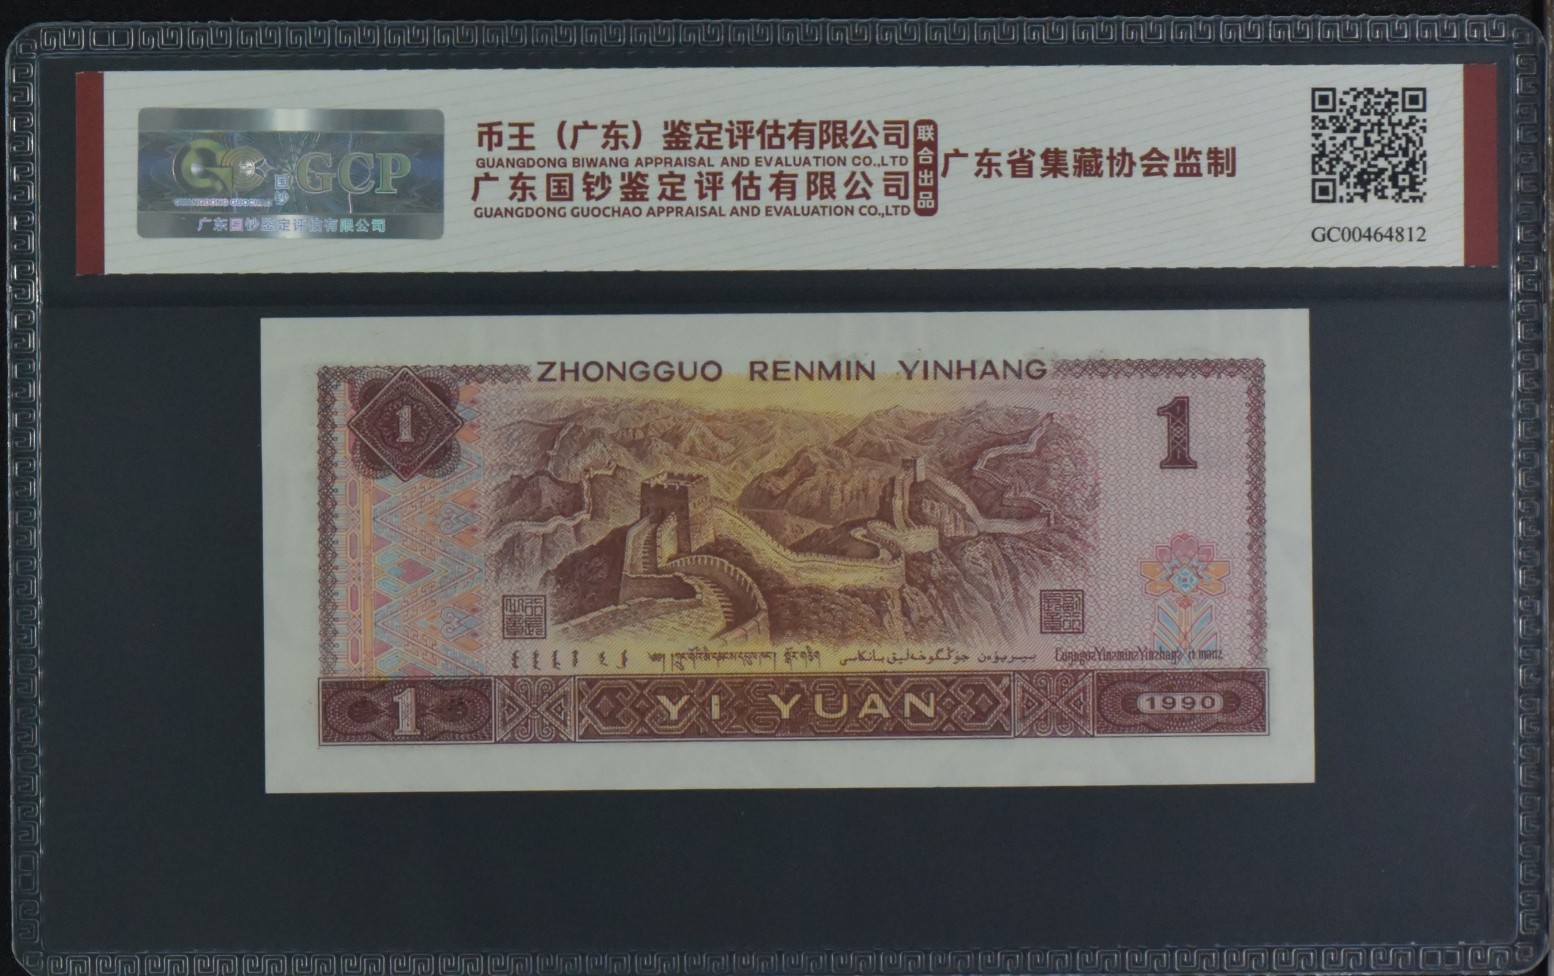 GCP
国钞
GUANGDONG GUOCHAO
广东国钞鉴定评估有限公司
币王（广东）鉴定评估有限公司
GUANGDONG BIWANG APPRAISAL AND EVALUATION CO.,LTD
广东国钞鉴定评估有限公司
GUANGDONG GUOCHAO APPRAISAL AND EVALUATION CO.,LTD
联合出品
广东省集藏协会监制
GC00464812
ZHONGGUO RENMIN YINHANG
1
1
1
YI YUAN
1990